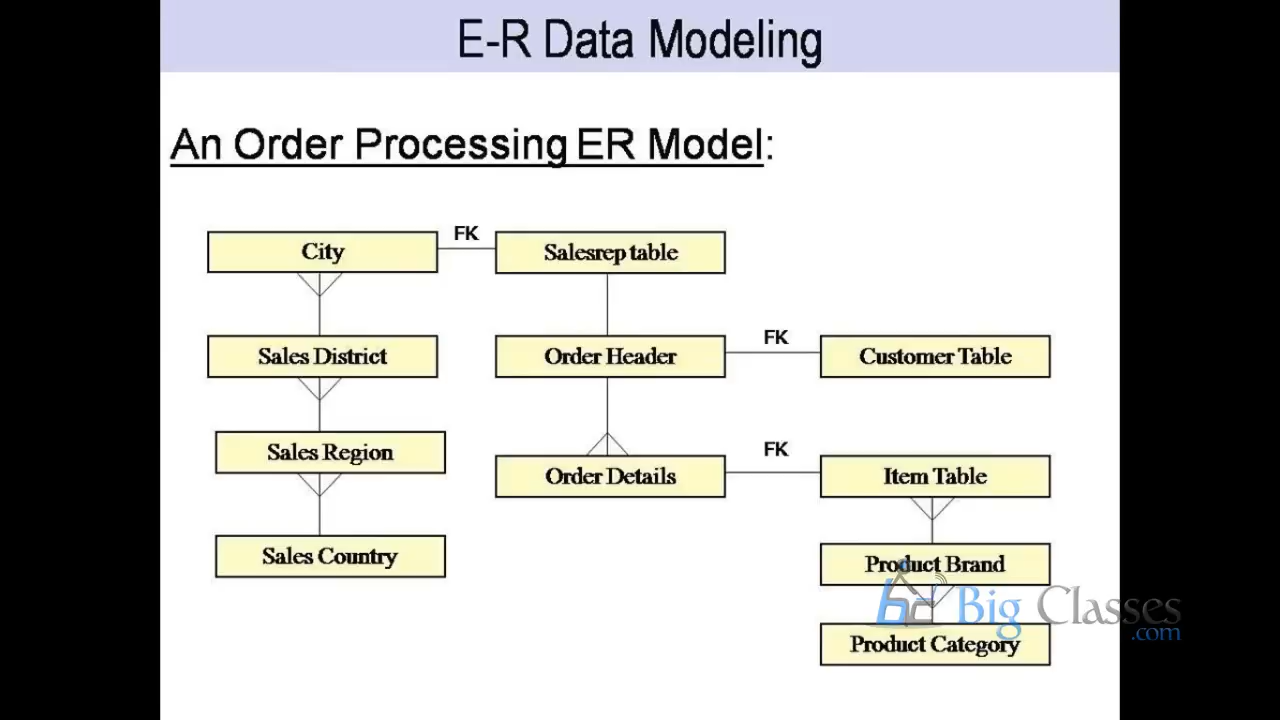 E-R Data Modeling
An Order Processing ER Model:
City
FK
Salesrep table
Sales District
Order Header
FK
Customer Table
Sales Region
Order Details
FK
Item Table
Sales Country
Product Brand
Big Classes
.com
Product Category